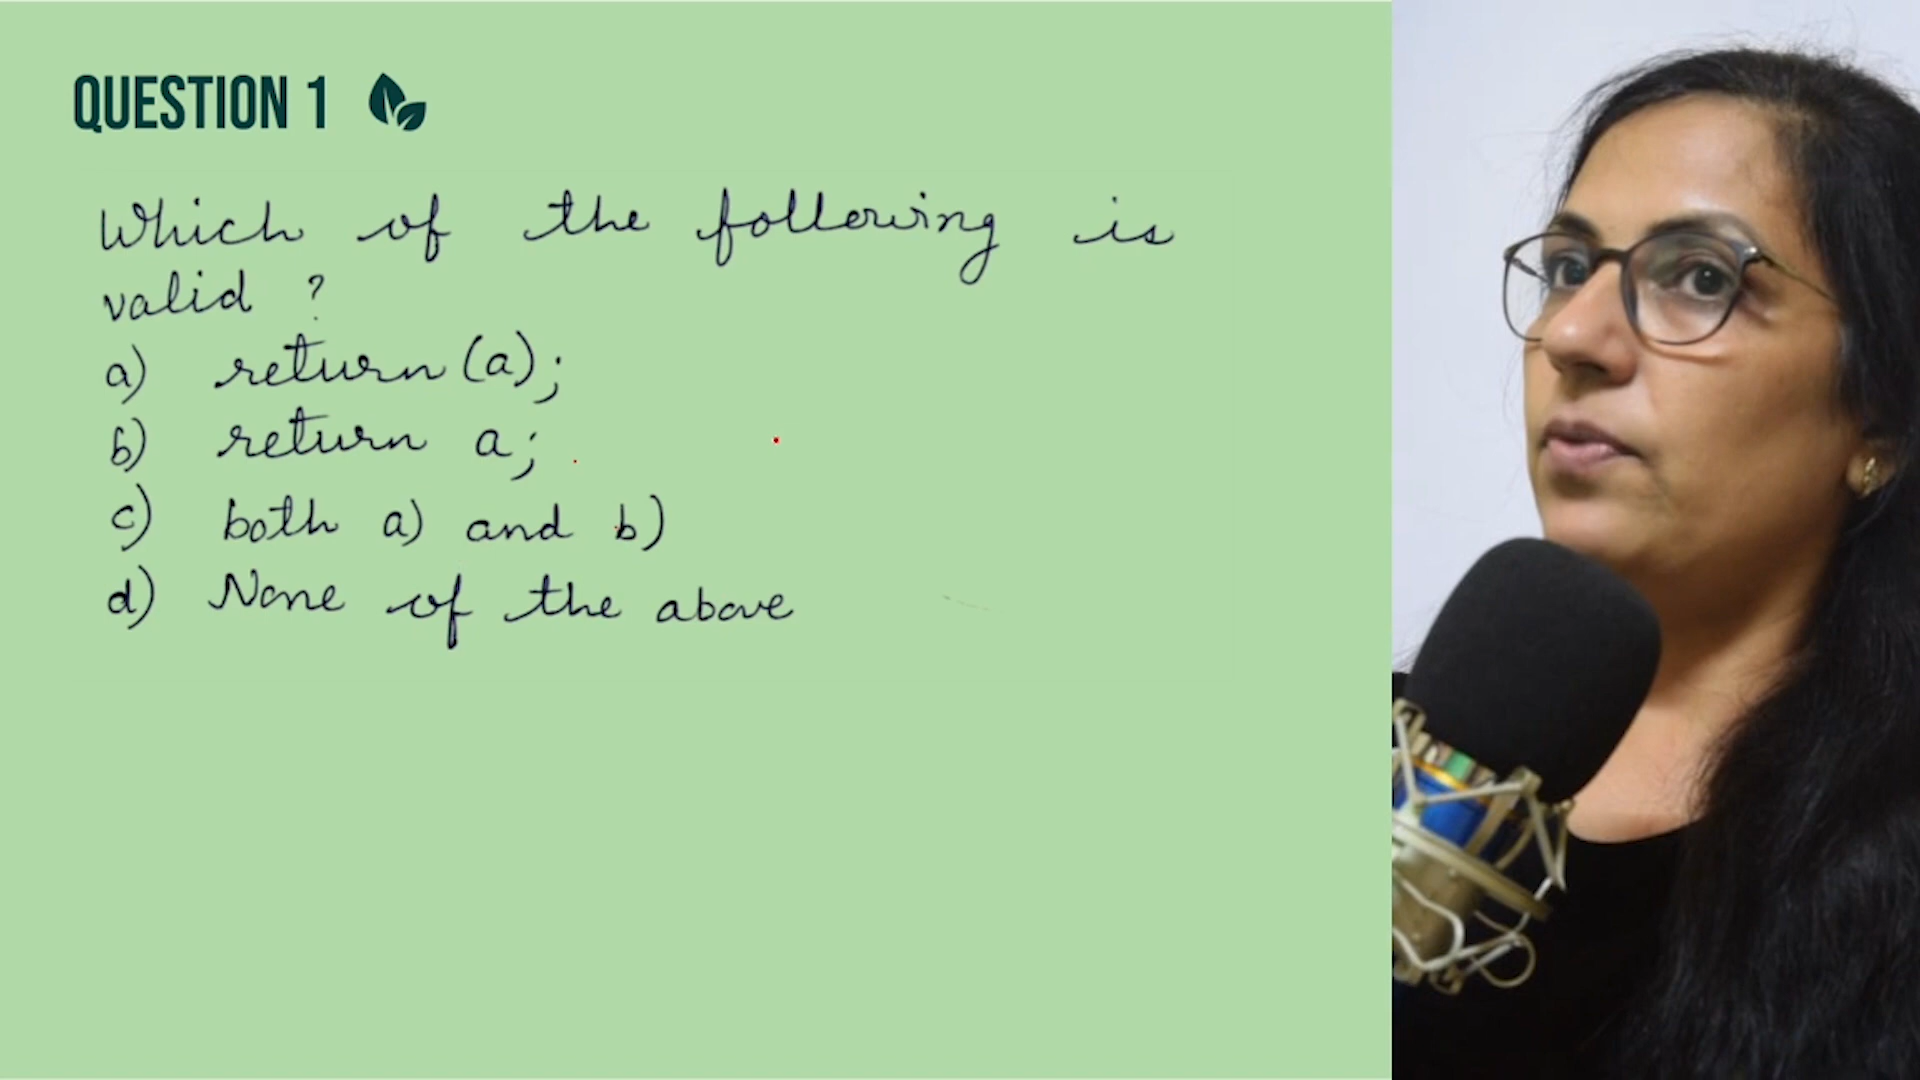 QUESTION 1
Which of the following is
valid ?
a) return (a);
b) return a;
c) both a) and b)
d) None of the above